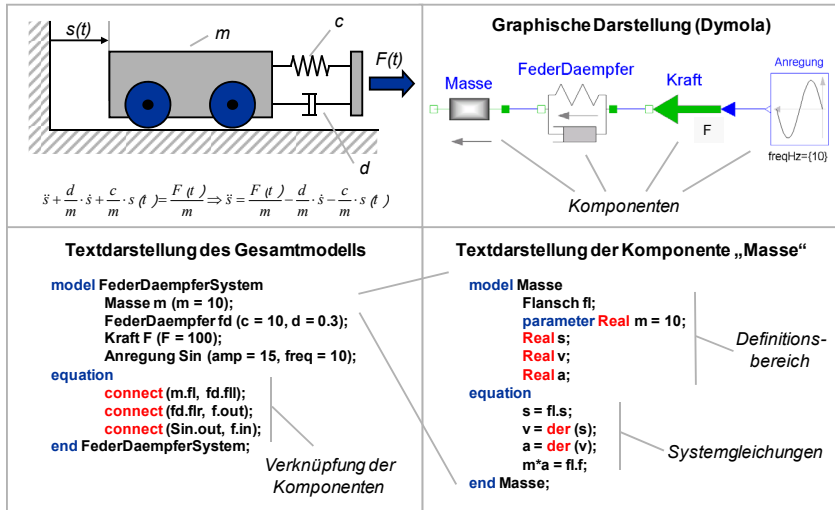 s(t)
m
c
F(t)
d
s̈ + d/m · ṡ + c/m · s (t) = F (t)/m ⇒ s̈ = F (t)/m − d/m · ṡ − c/m · s (t)
Graphische Darstellung (Dymola)
Anregung
FederDaempfer
Masse
Kraft
F
freqHz={10}
Komponenten
Textdarstellung des Gesamtmodells
model FederDaempferSystem
Masse m (m = 10);
FederDaempfer fd (c = 10, d = 0.3);
Kraft F (F = 100);
Anregung Sin (amp = 15, freq = 10);
equation
connect (m.fl, fd.fll);
connect (fd.flr, f.out);
connect (Sin.out, f.in);
end FederDaempferSystem;
Verknüpfung der
Komponenten
Textdarstellung der Komponente „Masse“
model Masse
Flansch fl;
parameter Real m = 10;
Real s;
Real v;
Real a;
equation
s = fl.s;
v = der (s);
a = der (v);
m*a = fl.f;
end Masse;
Definitions-
bereich
Systemgleichungen